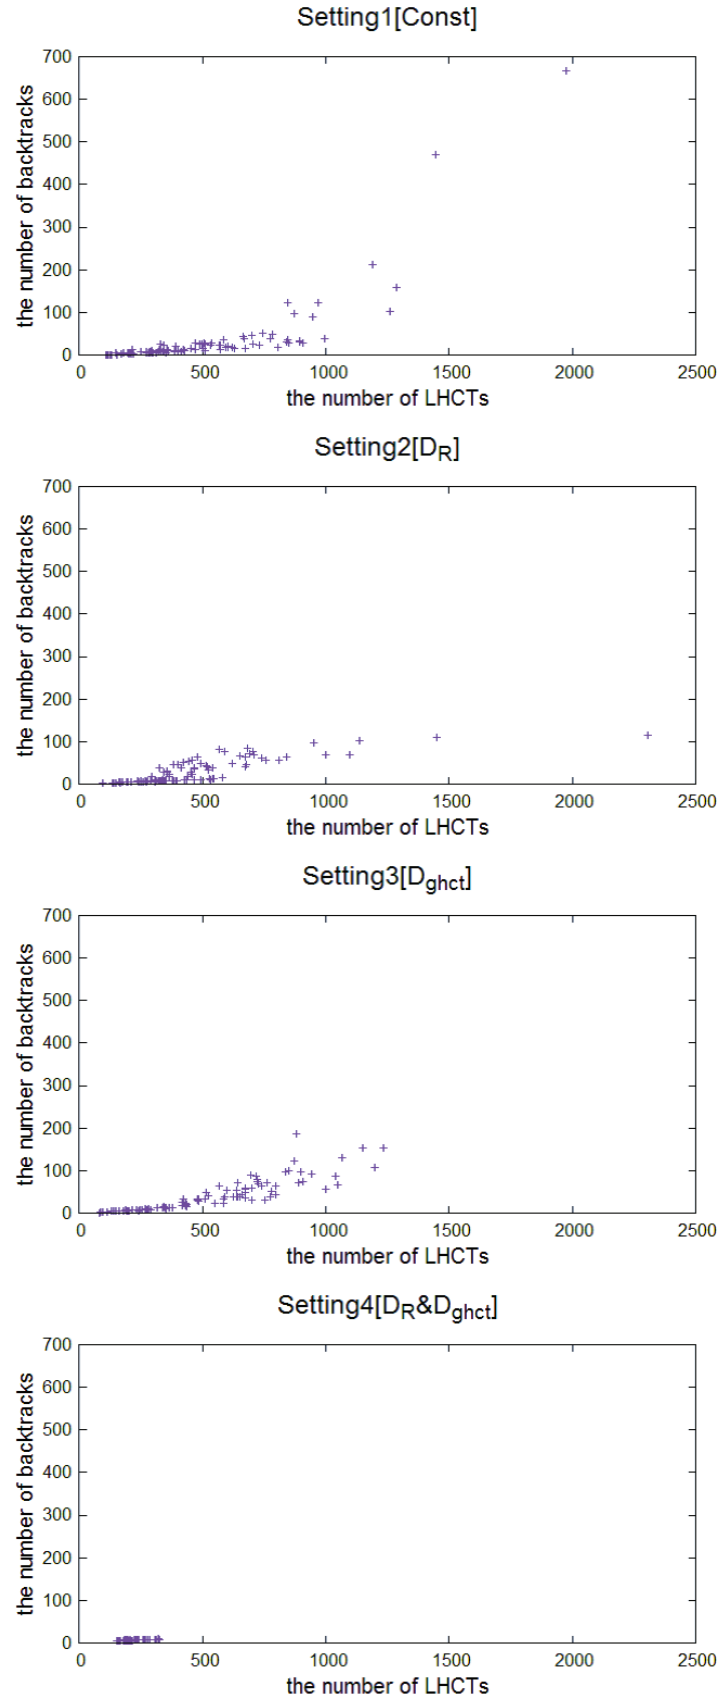 Setting1[Const]
700
600
500
400
300
200
100
0
the number of backtracks
0 500 1000 1500 2000 2500
the number of LHCTs
Setting2[DR]
700
600
500
400
300
200
100
0
the number of backtracks
0 500 1000 1500 2000 2500
the number of LHCTs
Setting3[Dghct]
700
600
500
400
300
200
100
0
the number of backtracks
0 500 1000 1500 2000 2500
the number of LHCTs
Setting4[DR&Dghct]
700
600
500
400
300
200
100
0
the number of backtracks
0 500 1000 1500 2000 2500
the number of LHCTs